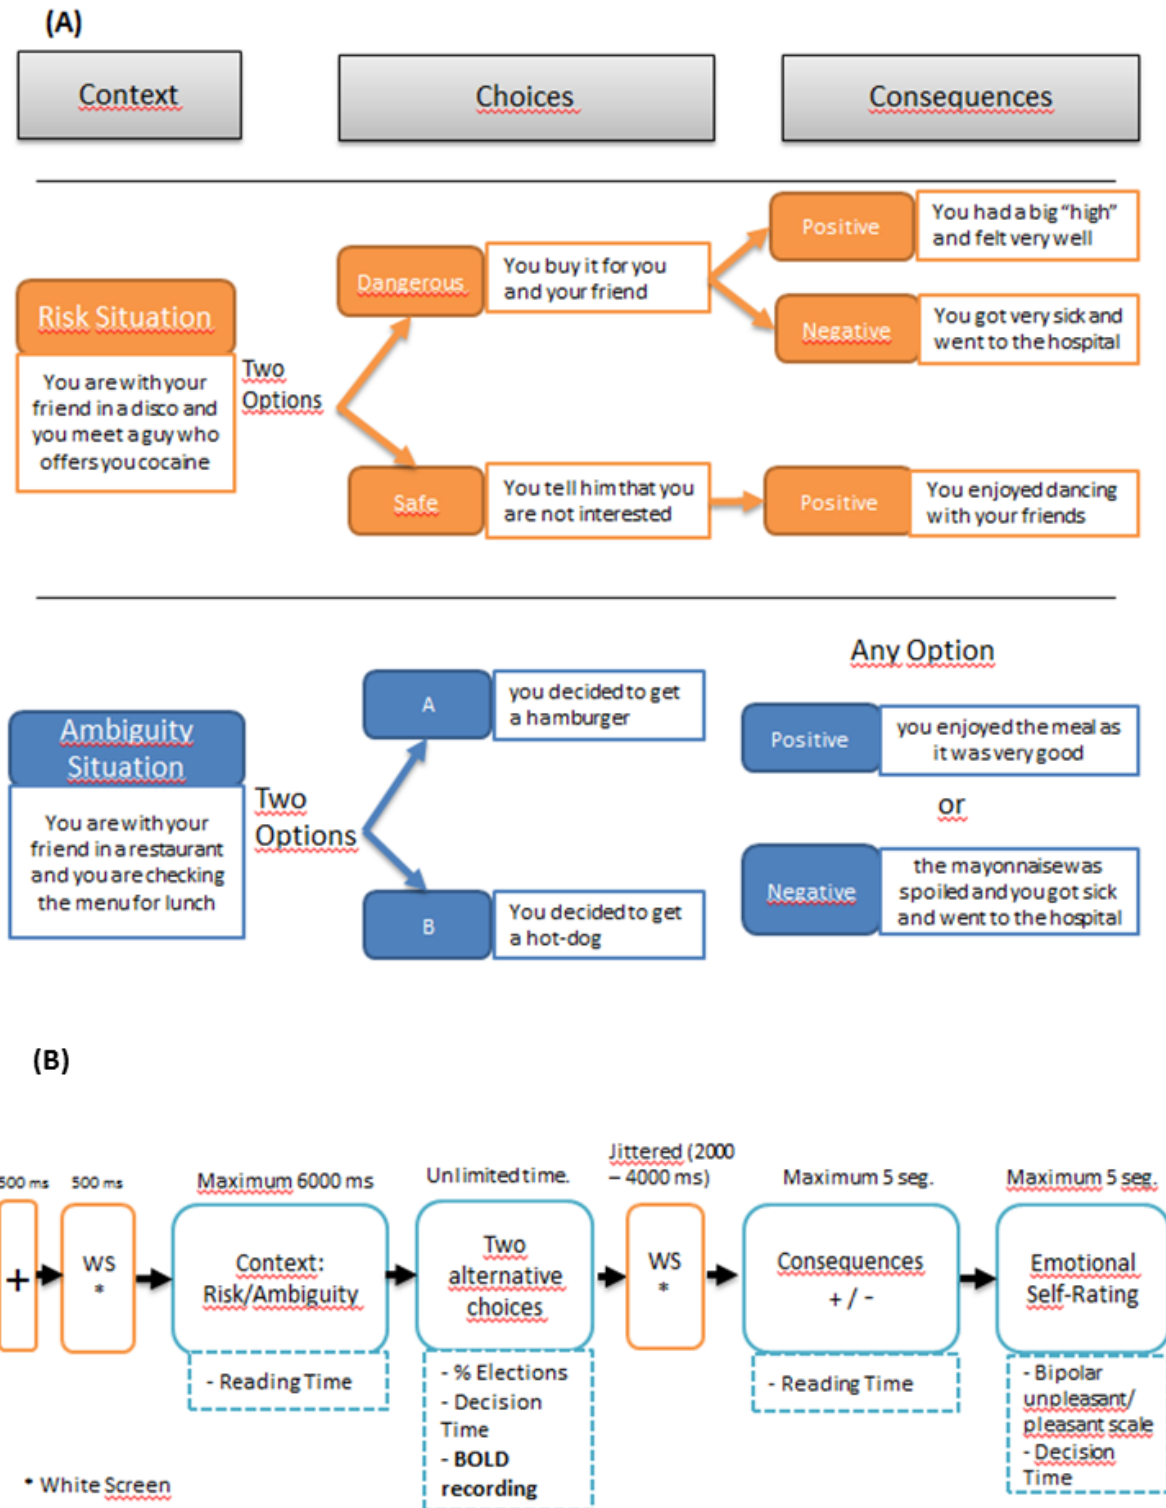 (A)
Context
Choices
Consequences
Positive
You had a big “high”
and felt very well
Dangerous
You buy it for you
and your friend
Negative
You got very sick and
went to the hospital
Risk Situation
You are with your
friend in a disco and
you meet a guy who
offers you cocaine
Two
Options
Safe
You tell him that you
are not interested
Positive
You enjoyed dancing
with your friends
Any Option
A
you decided to get
a hamburger
Ambiguity
Situation
You are with your
friend in a restaurant
and you are checking
the menu for lunch
Two
Options
Positive
you enjoyed the meal as
it was very good
or
B
You decided to get
a hot-dog
Negative
the mayonnaise was
spoiled and you got sick
and went to the hospital
(B)
500 ms
500 ms
Maximum 6000 ms
Unlimited time.
Jittered (2000
– 4000 ms)
Maximum 5 seg.
Maximum 5 seg.
+
WS
*
Context:
Risk/Ambiguity
Two
alternative
choices
WS
*
Consequences
+ / -
Emotional
Self-Rating
- Reading Time
- % Elections
- Decision
Time
- BOLD
recording
- Reading Time
- Bipolar
unpleasant/
pleasant scale
- Decision
Time
* White Screen